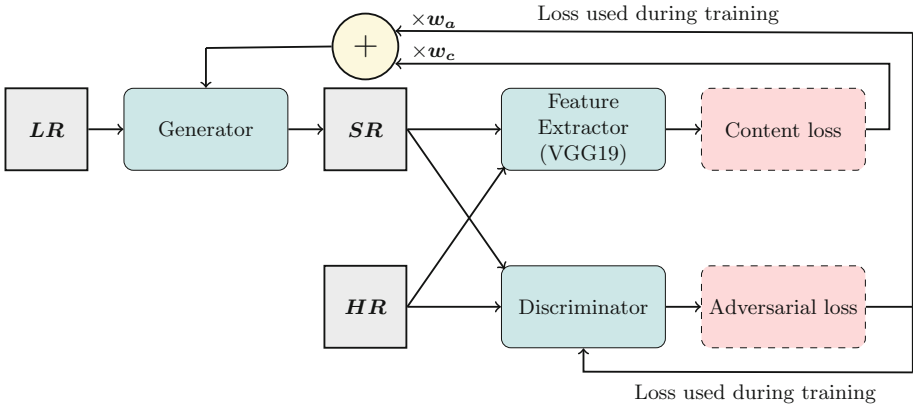 Loss used during training
×w_a
+
×w_c
LR
Generator
SR
Feature
Extractor
(VGG19)
Content loss
HR
Discriminator
Adversarial loss
Loss used during training